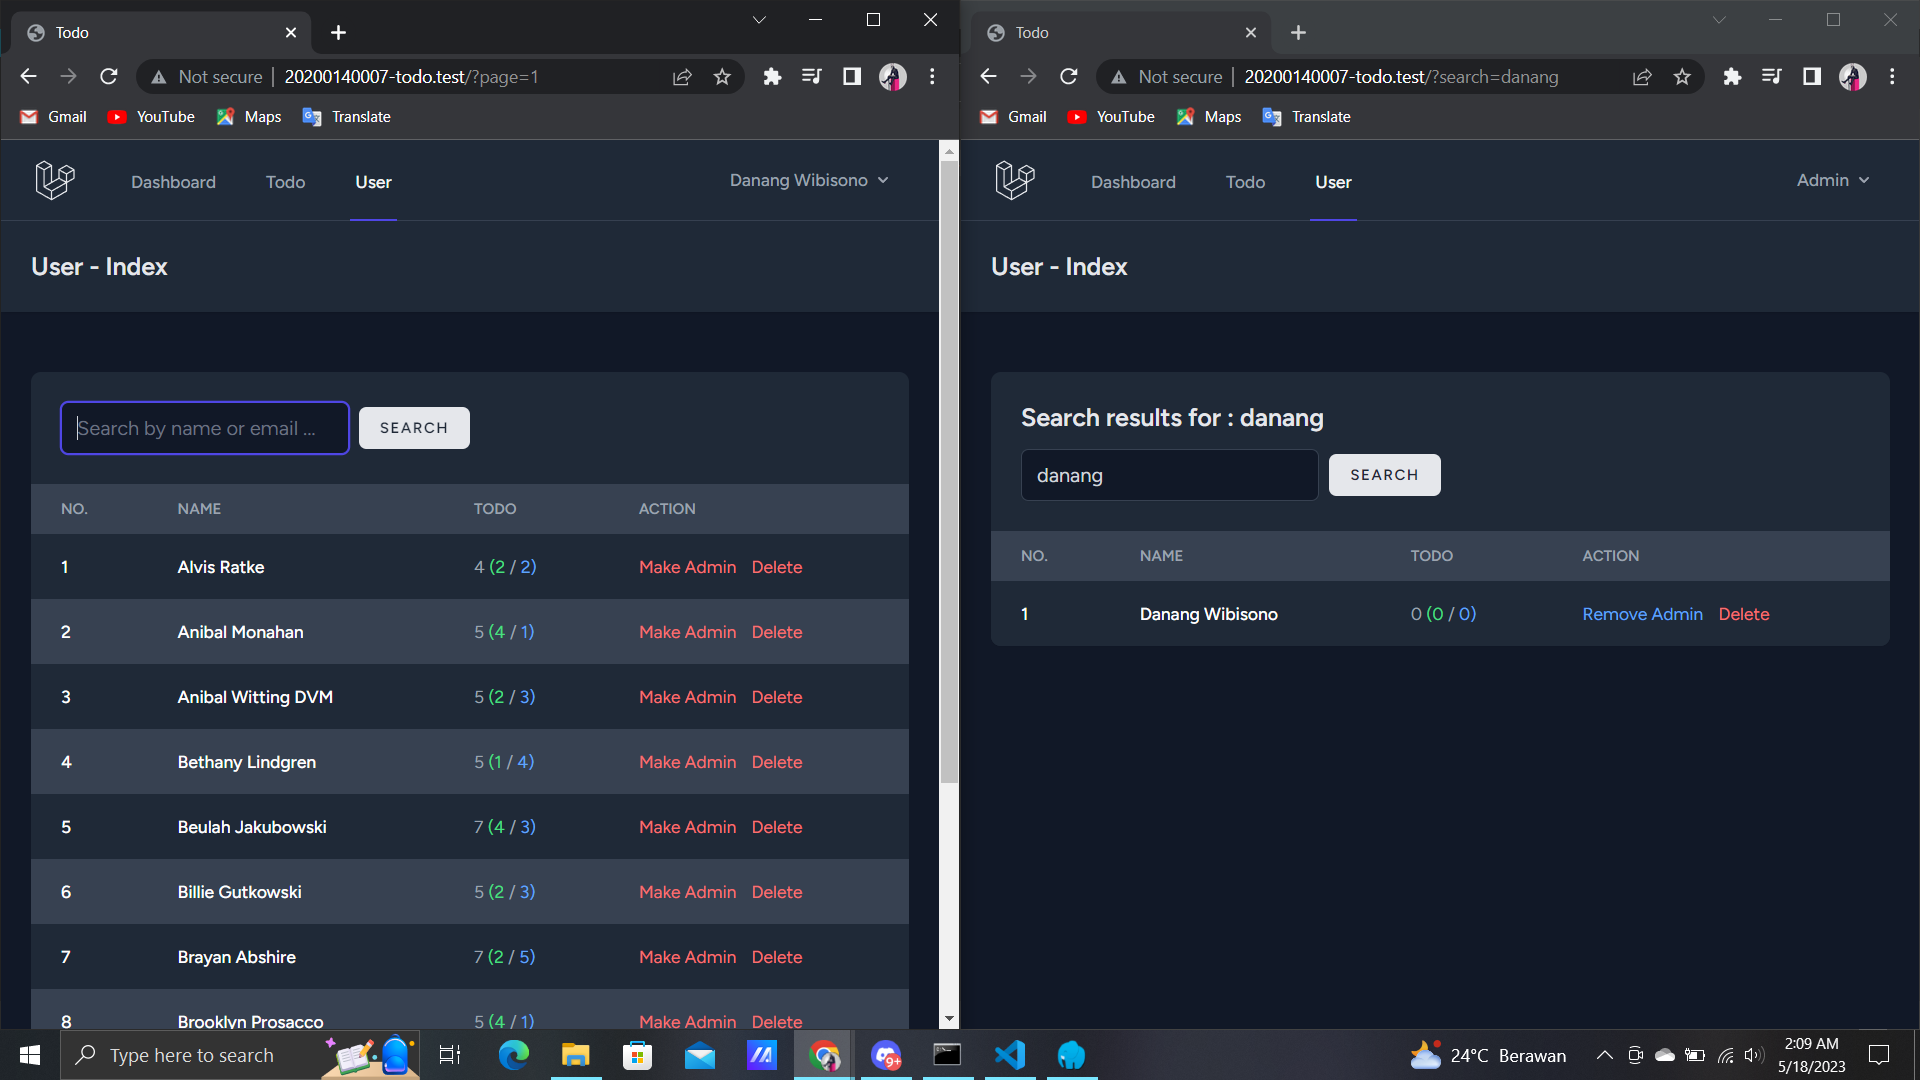 Todo
Not secure | 20200140007-todo.test/?page=1
Gmail YouTube Maps Translate
Dashboard Todo User Danang Wibisono
User - Index
Search by name or email ... SEARCH
NO. NAME TODO ACTION
1 Alvis Ratke 4 (2 / 2) Make Admin Delete
2 Anibal Monahan 5 (4 / 1) Make Admin Delete
3 Anibal Witting DVM 5 (2 / 3) Make Admin Delete
4 Bethany Lindgren 5 (1 / 4) Make Admin Delete
5 Beulah Jakubowski 7 (4 / 3) Make Admin Delete
6 Billie Gutkowski 5 (2 / 3) Make Admin Delete
7 Brayan Abshire 7 (2 / 5) Make Admin Delete
8 Brooklyn Prosacco 5 (4 / 1) Make Admin Delete
Todo
Not secure | 20200140007-todo.test/?search=danang
Gmail YouTube Maps Translate
Dashboard Todo User Admin
User - Index
Search results for : danang
danang SEARCH
NO. NAME TODO ACTION
1 Danang Wibisono 0 (0 / 0) Remove Admin Delete
Type here to search
9+
24°C Berawan
2:09 AM
5/18/2023